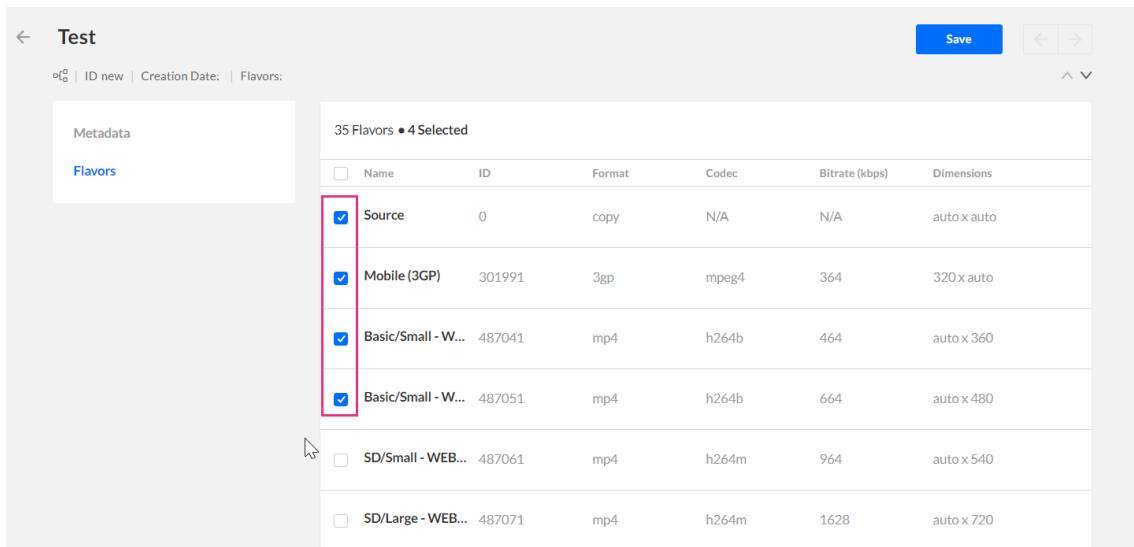 Test
Save
ID new | Creation Date: | Flavors:
Metadata
Flavors
35 Flavors • 4 Selected
Name ID Format Codec Bitrate (kbps) Dimensions
Source 0 copy N/A N/A auto x auto
Mobile (3GP) 301991 3gp mpeg4 364 320 x auto
Basic/Small - W... 487041 mp4 h264b 464 auto x 360
Basic/Small - W... 487051 mp4 h264b 664 auto x 480
SD/Small - WEB... 487061 mp4 h264m 964 auto x 540
SD/Large - WEB... 487071 mp4 h264m 1628 auto x 720